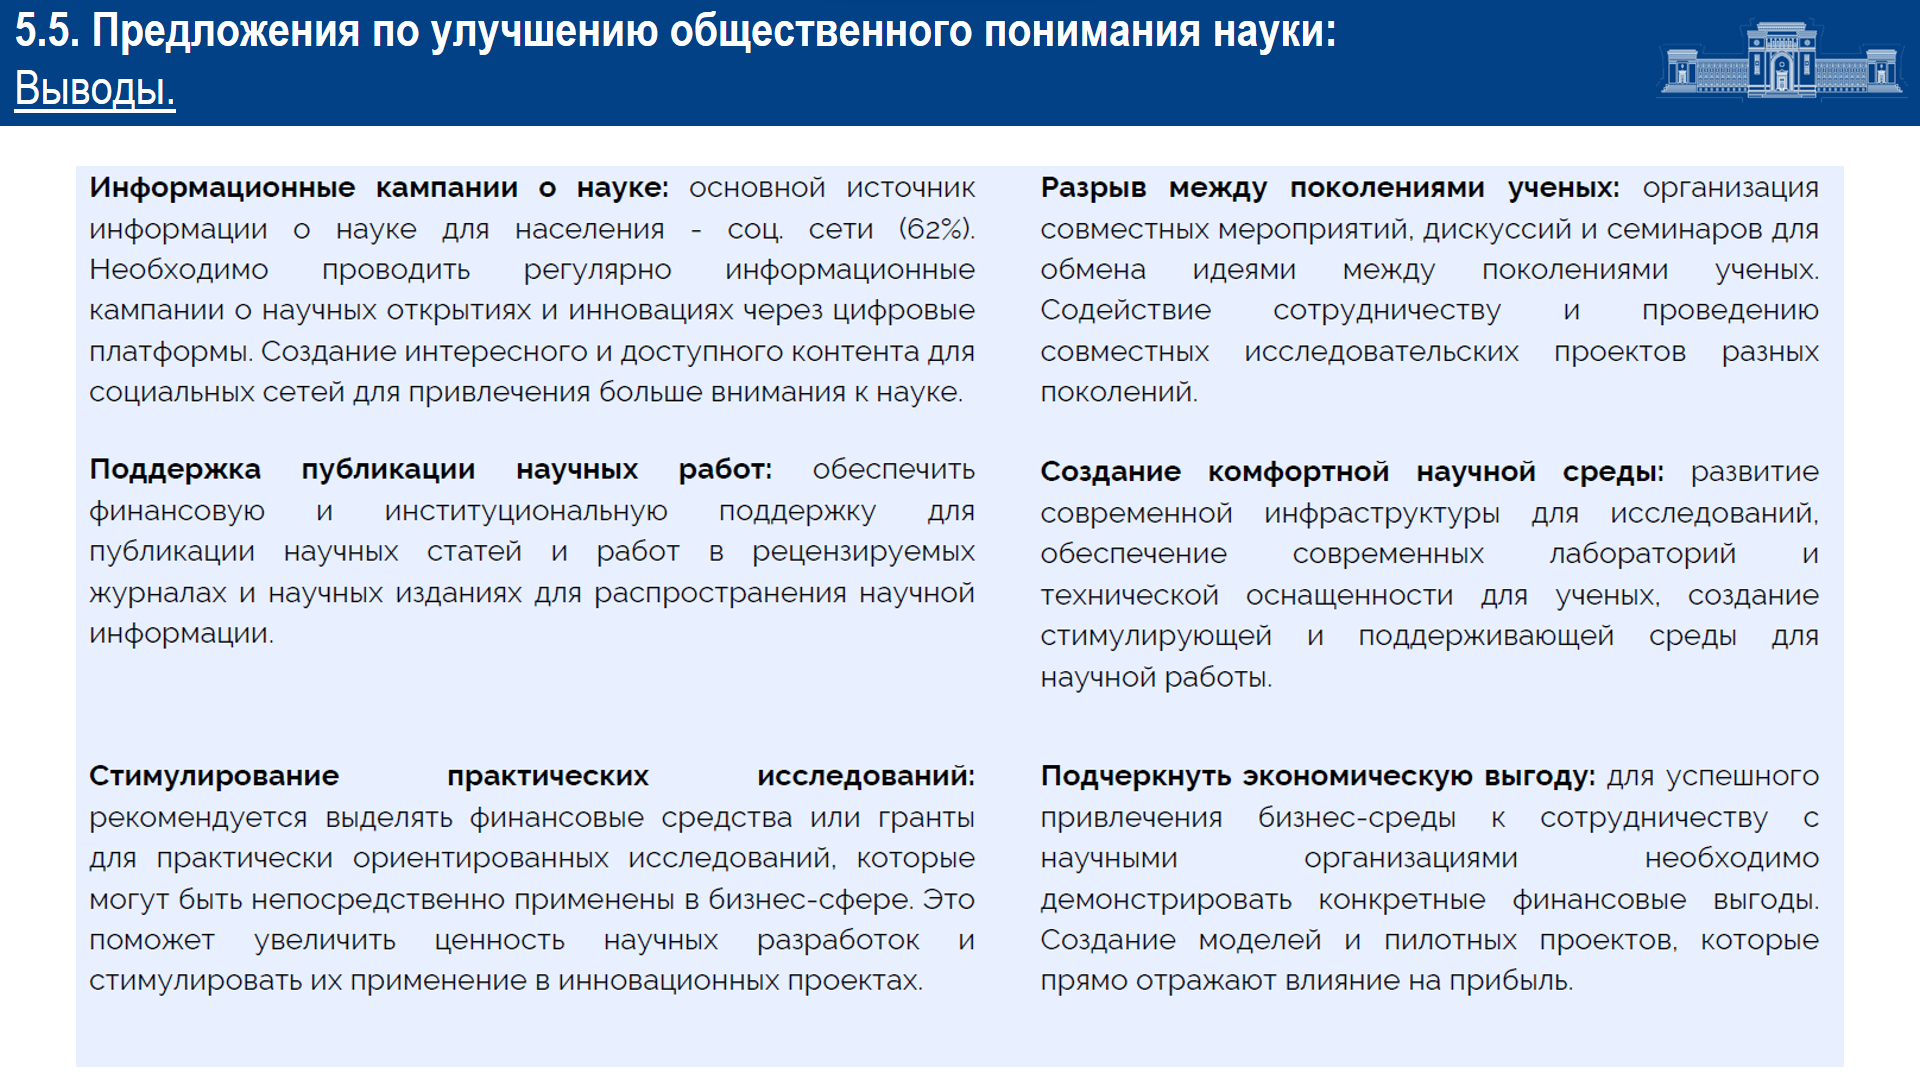 5.5. Предложения по улучшению общественного понимания науки:
Выводы.
Информационные кампании о науке: основной источник
информации о науке для населения - соц. сети (62%).
Необходимо проводить регулярно информационные
кампании о научных открытиях и инновациях через цифровые
платформы. Создание интересного и доступного контента для
социальных сетей для привлечения больше внимания к науке.
Поддержка публикации научных работ: обеспечить
финансовую и институциональную поддержку для
публикации научных статей и работ в рецензируемых
журналах и научных изданиях для распространения научной
информации.
Стимулирование практических исследований:
рекомендуется выделять финансовые средства или гранты
для практически ориентированных исследований, которые
могут быть непосредственно применены в бизнес-сфере. Это
поможет увеличить ценность научных разработок и
стимулировать их применение в инновационных проектах.
Разрыв между поколениями ученых: организация
совместных мероприятий, дискуссий и семинаров для
обмена идеями между поколениями ученых.
Содействие сотрудничеству и проведению
совместных исследовательских проектов разных
поколений.
Создание комфортной научной среды: развитие
современной инфраструктуры для исследований,
обеспечение современных лабораторий и
технической оснащенности для ученых, создание
стимулирующей и поддерживающей среды для
научной работы.
Подчеркнуть экономическую выгоду: для успешного
привлечения бизнес-среды к сотрудничеству с
научными организациями необходимо
демонстрировать конкретные финансовые выгоды.
Создание моделей и пилотных проектов, которые
прямо отражают влияние на прибыль.